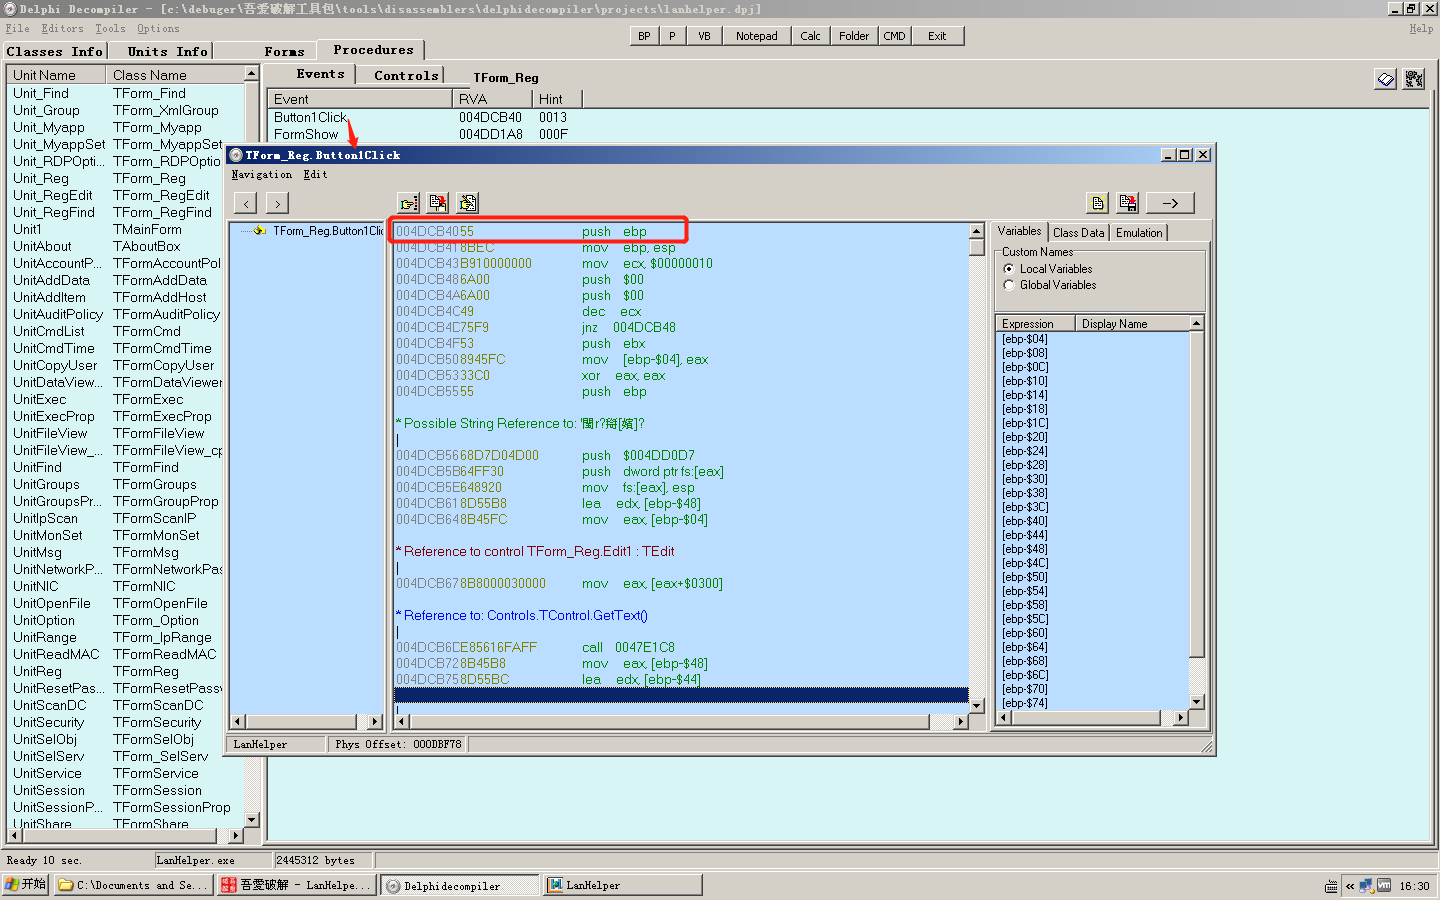 Delphi Decompiler - [c:\debuger\吾爱破解工具包\tools\disassemblers\delphidecompiler\projects\lanhelper.dpj]
File Editors Tools Options Help
BP P VB Notepad Calc Folder CMD Exit
Classes Info Units Info Forms Procedures
Unit Name Class Name
Unit_Find TForm_Find
Unit_Group TForm_XmlGroup
Unit_Myapp TForm_Myapp
Unit_MyappSet TForm_MyappSet
Unit_RDPOpti... TForm_RDPOptio
Unit_Reg TForm_Reg
Unit_RegEdit TForm_RegEdit
Unit_RegFind TForm_RegFind
Unit1 TMainForm
UnitAbout TAboutBox
UnitAccountP... TFormAccountPol
UnitAddData TFormAddData
UnitAddItem TFormAddHost
UnitAuditPolicy TFormAuditPolicy
UnitCmdList TFormCmd
UnitCmdTime TFormCmdTime
UnitCopyUser TFormCopyUser
UnitDataView... TFormDataViewer
UnitExec TFormExec
UnitExecProp TFormExecProp
UnitFileView TFormFileView
UnitFileView_... TFormFileView_cp
UnitFind TFormFind
UnitGroups TFormGroups
UnitGroupsPr... TFormGroupProp
UnitIpScan TFormScanIP
UnitMonSet TFormMonSet
UnitMsg TFormMsg
UnitNetworkP... TFormNetworkPas
UnitNIC TFormNIC
UnitOpenFile TFormOpenFile
UnitOption TForm_Option
UnitRange TForm_IpRange
UnitReadMAC TFormReadMAC
UnitReg TFormReg
UnitResetPas... TFormResetPassv
UnitScanDC TFormScanDC
UnitSecurity TFormSecurity
UnitSelObj TFormSelObj
UnitSelServ TForm_SelServ
UnitService TFormService
UnitSession TFormSession
UnitSessionP... TFormSessionProp
UnitShare TFormShare
Events Controls TForm_Reg
Event RVA Hint
Button1Click 004DCB40 0013
FormShow 004DD1A8 000F
TForm_Reg.Button1Click
Navigation Edit
< >
TForm_Reg.Button1Clic
004DCB4055 push ebp
004DCB418BEC mov ebp, esp
004DCB43B910000000 mov ecx, $00000010
004DCB486A00 push $00
004DCB4A6A00 push $00
004DCB4C49 dec ecx
004DCB4D75F9 jnz 004DCB48
004DCB4F53 push ebx
004DCB508945FC mov [ebp-$04], eax
004DCB5333C0 xor eax, eax
004DCB5555 push ebp
* Possible String Reference to:
|
004DCB5668D7D04D00 push $004DD0D7
004DCB5B64FF30 push dword ptr fs:[eax]
004DCB5E648920 mov fs:[eax], esp
004DCB618D55B8 lea edx, [ebp-$48]
004DCB648B45FC mov eax, [ebp-$04]
* Reference to control TForm_Reg.Edit1 : TEdit
|
004DCB678B8000030000 mov eax, [eax+$0300]
* Reference to: Controls.TControl.GetText()
|
004DCB6DE85616FAFF call 0047E1C8
004DCB728B45B8 mov eax, [ebp-$48]
004DCB758D55BC lea edx, [ebp-$44]
|
Variables Class Data Emulation
Custom Names
Local Variables
Global Variables
Expression Display Name
[ebp-$04]
[ebp-$08]
[ebp-$0C]
[ebp-$10]
[ebp-$14]
[ebp-$18]
[ebp-$1C]
[ebp-$20]
[ebp-$24]
[ebp-$28]
[ebp-$30]
[ebp-$38]
[ebp-$3C]
[ebp-$40]
[ebp-$44]
[ebp-$48]
[ebp-$4C]
[ebp-$50]
[ebp-$54]
[ebp-$58]
[ebp-$5C]
[ebp-$60]
[ebp-$64]
[ebp-$68]
[ebp-$6C]
[ebp-$70]
[ebp-$74]
LanHelper Phys Offset: 000DBF78
Ready 10 sec. LanHelper.exe 2445312 bytes
开始 C:\Documents and Se... 吾愛破解 - LanHelpe... Delphidecompiler LanHelper « 16:30